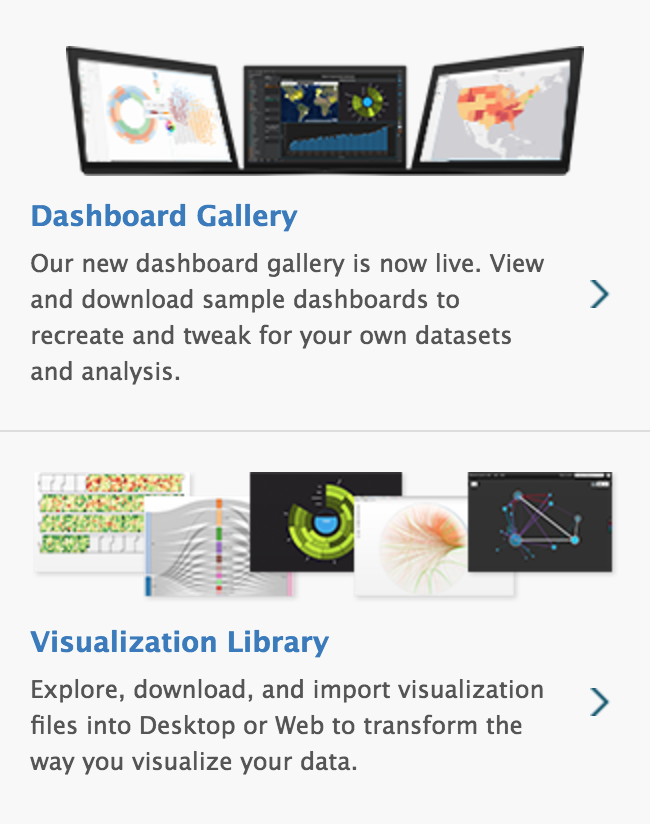 Dashboard Gallery
Our new dashboard gallery is now live. View
and download sample dashboards to
recreate and tweak for your own datasets
and analysis.
Visualization Library
Explore, download, and import visualization
files into Desktop or Web to transform the
way you visualize your data.